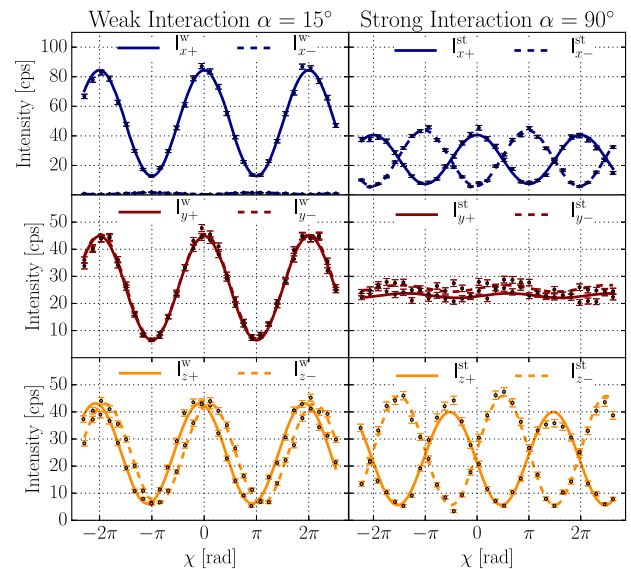 Weak Interaction α = 15° Strong Interaction α = 90°
I^w_{x+} I^w_{x−} I^st_{x+} I^st_{x−}
100
80
60
40
20
Intensity [cps]
I^w_{y+} I^w_{y−} I^st_{y+} I^st_{y−}
50
40
30
20
10
Intensity [cps]
I^w_{z+} I^w_{z−} I^st_{z+} I^st_{z−}
60
50
40
30
20
10
0
Intensity [cps]
−2π −π 0 π 2π −2π −π 0 π 2π
χ [rad] χ [rad]